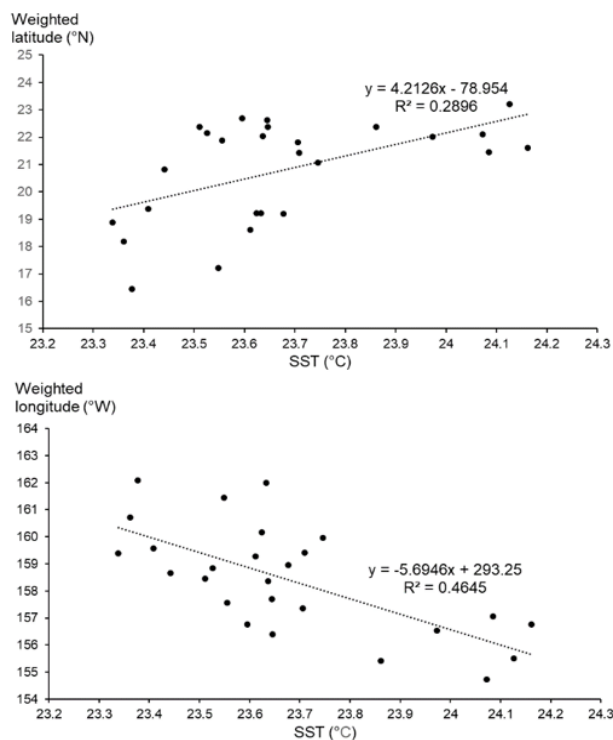 Weighted
latitude (°N)
25
24
23
22
21
20
19
18
17
16
15
y = 4.2126x - 78.954
R² = 0.2896
23.2 23.3 23.4 23.5 23.6 23.7 23.8 23.9 24 24.1 24.2 24.3
SST (°C)
Weighted
longitude (°W)
164
163
162
161
160
159
158
157
156
155
154
y = -5.6946x + 293.25
R² = 0.4645
23.2 23.3 23.4 23.5 23.6 23.7 23.8 23.9 24 24.1 24.2 24.3
SST (°C)